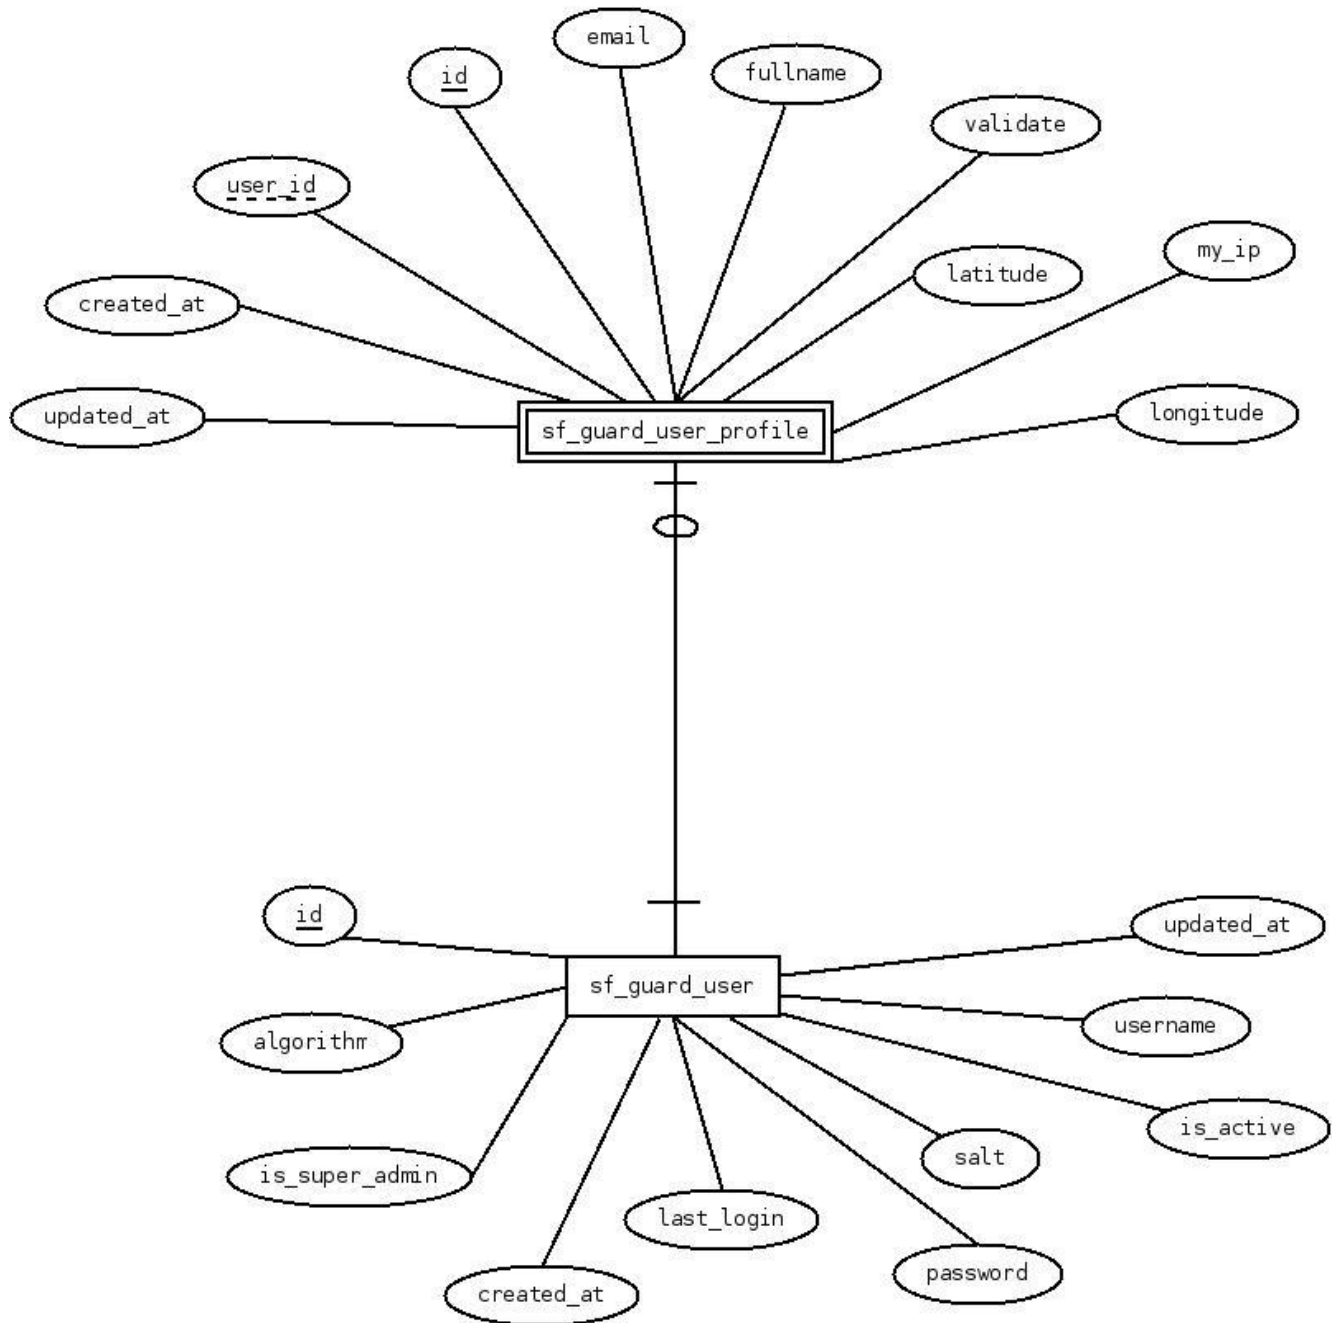 email
fullname
id
validate
user_id
my_ip
latitude
created_at
longitude
updated_at
sf_guard_user_profile
id
updated_at
sf_guard_user
username
algorithm
is_active
salt
is_super_admin
last_login
password
created_at